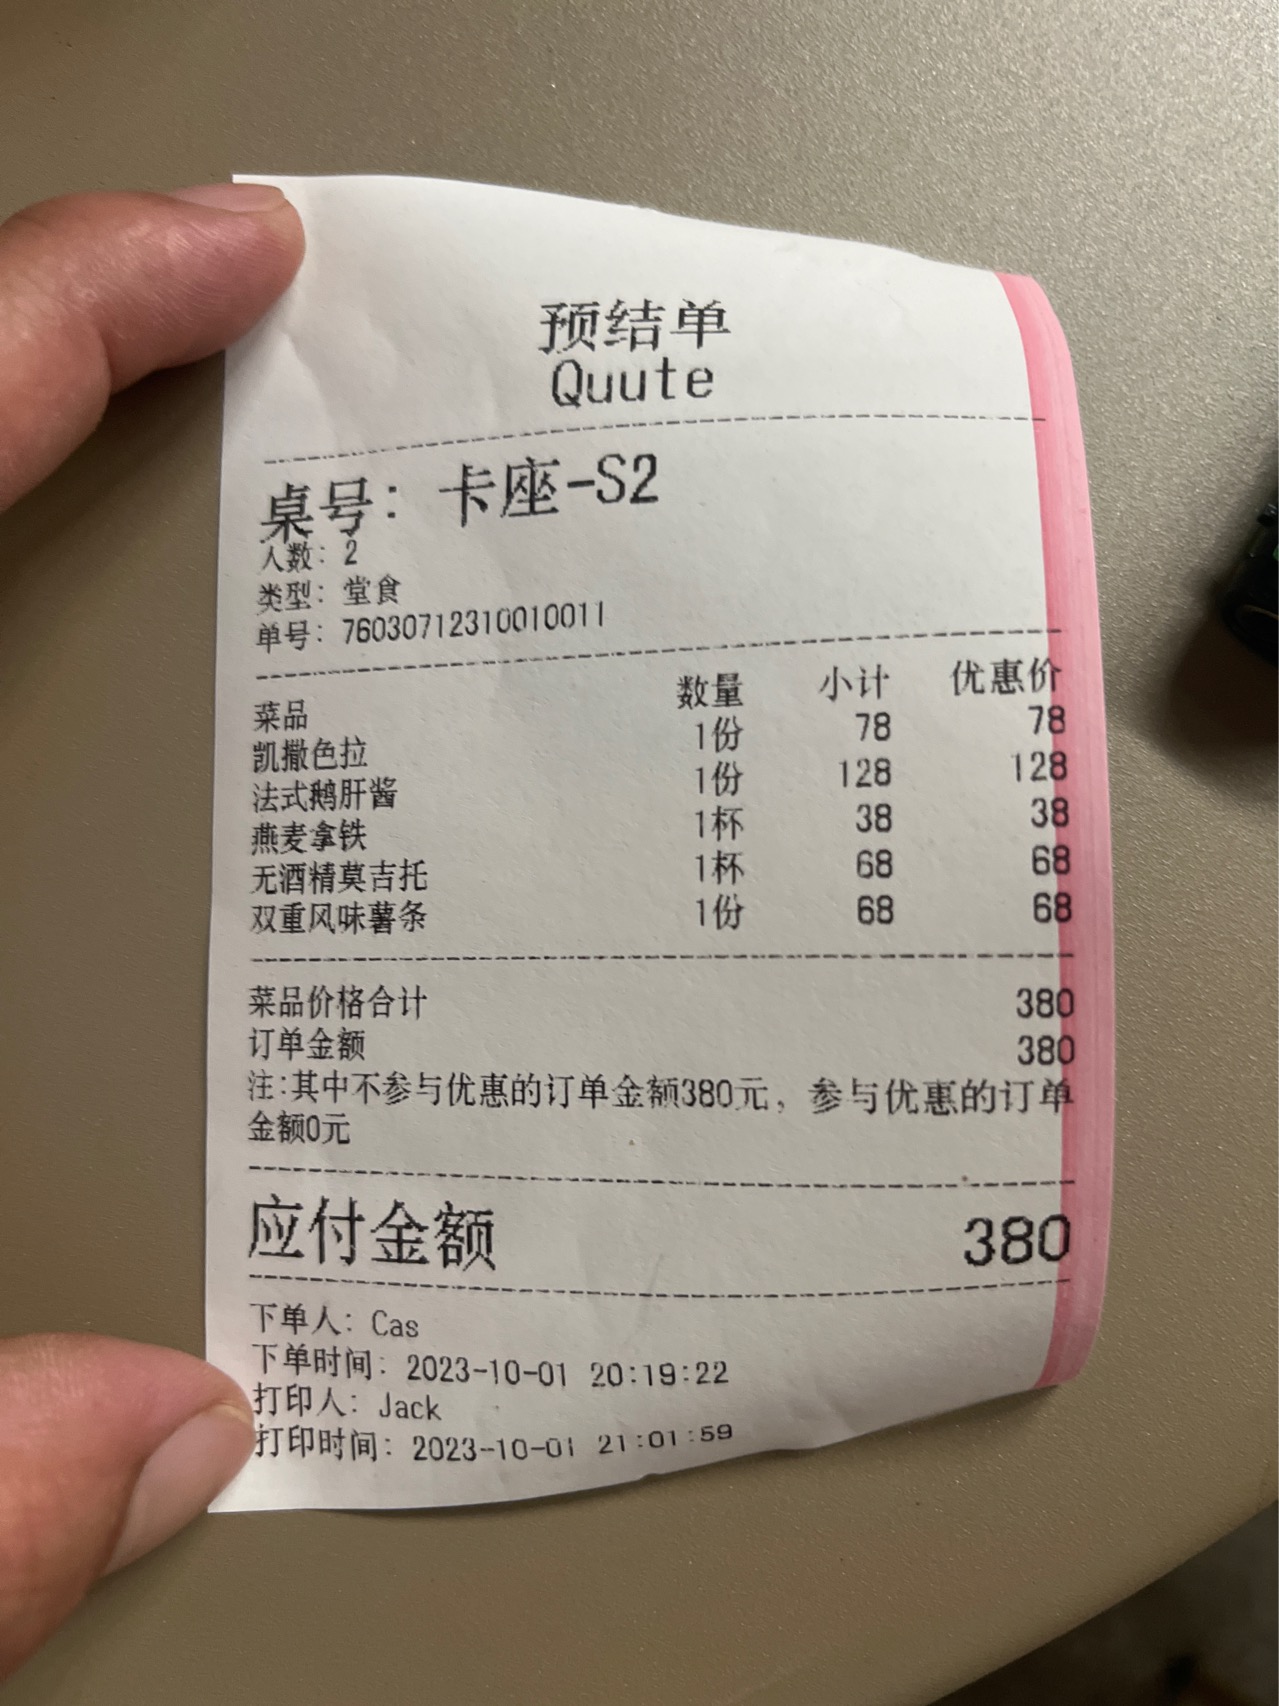 预结单
Quute
桌号：卡座-S2
人数：2
类型：堂食
单号：76030712310010011
菜品 数量 小计 优惠价
凯撒色拉 1份 78 78
法式鹅肝酱 1份 128 128
燕麦拿铁 1杯 38 38
无酒精莫吉托 1杯 68 68
双重风味薯条 1份 68 68
菜品价格合计 380
订单金额 380
注:其中不参与优惠的订单金额380元，参与优惠的订单
金额0元
应付金额 380
下单人：Cas
下单时间：2023-10-01 20:19:22
打印人：Jack
打印时间：2023-10-01 21:01:59